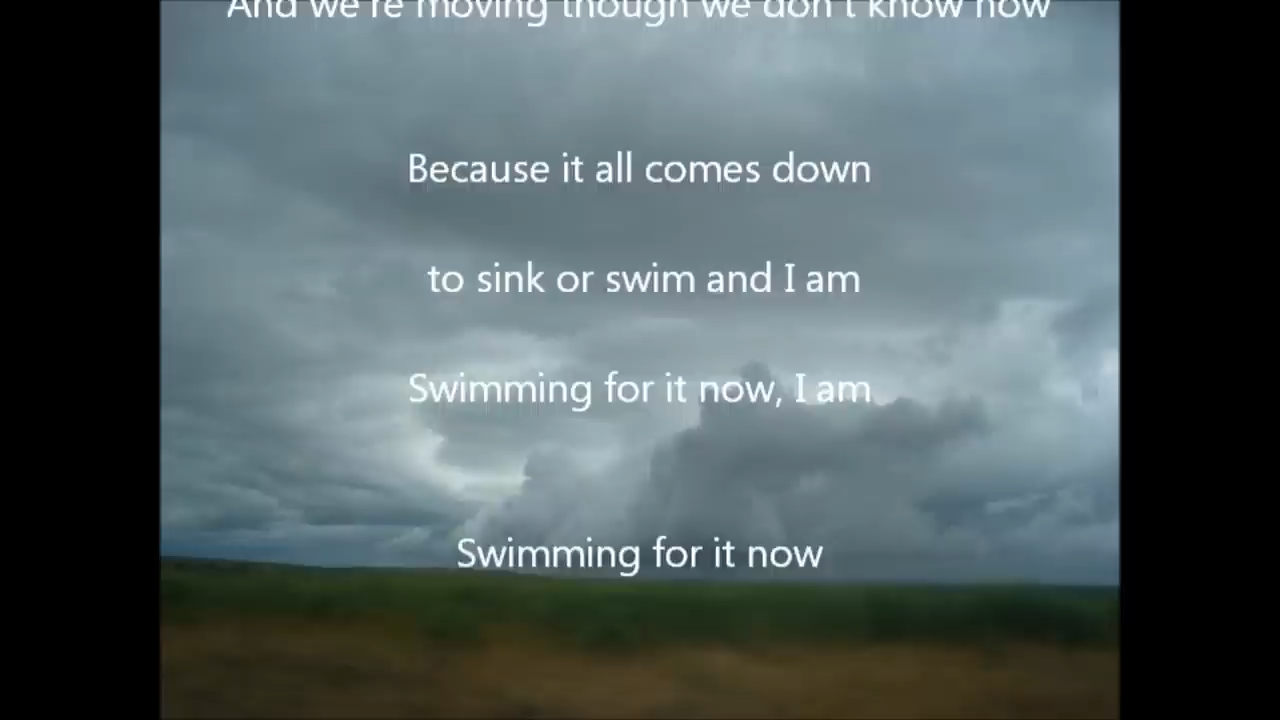 And we're moving though we don't know how
Because it all comes down
to sink or swim and I am
Swimming for it now, I am
Swimming for it now